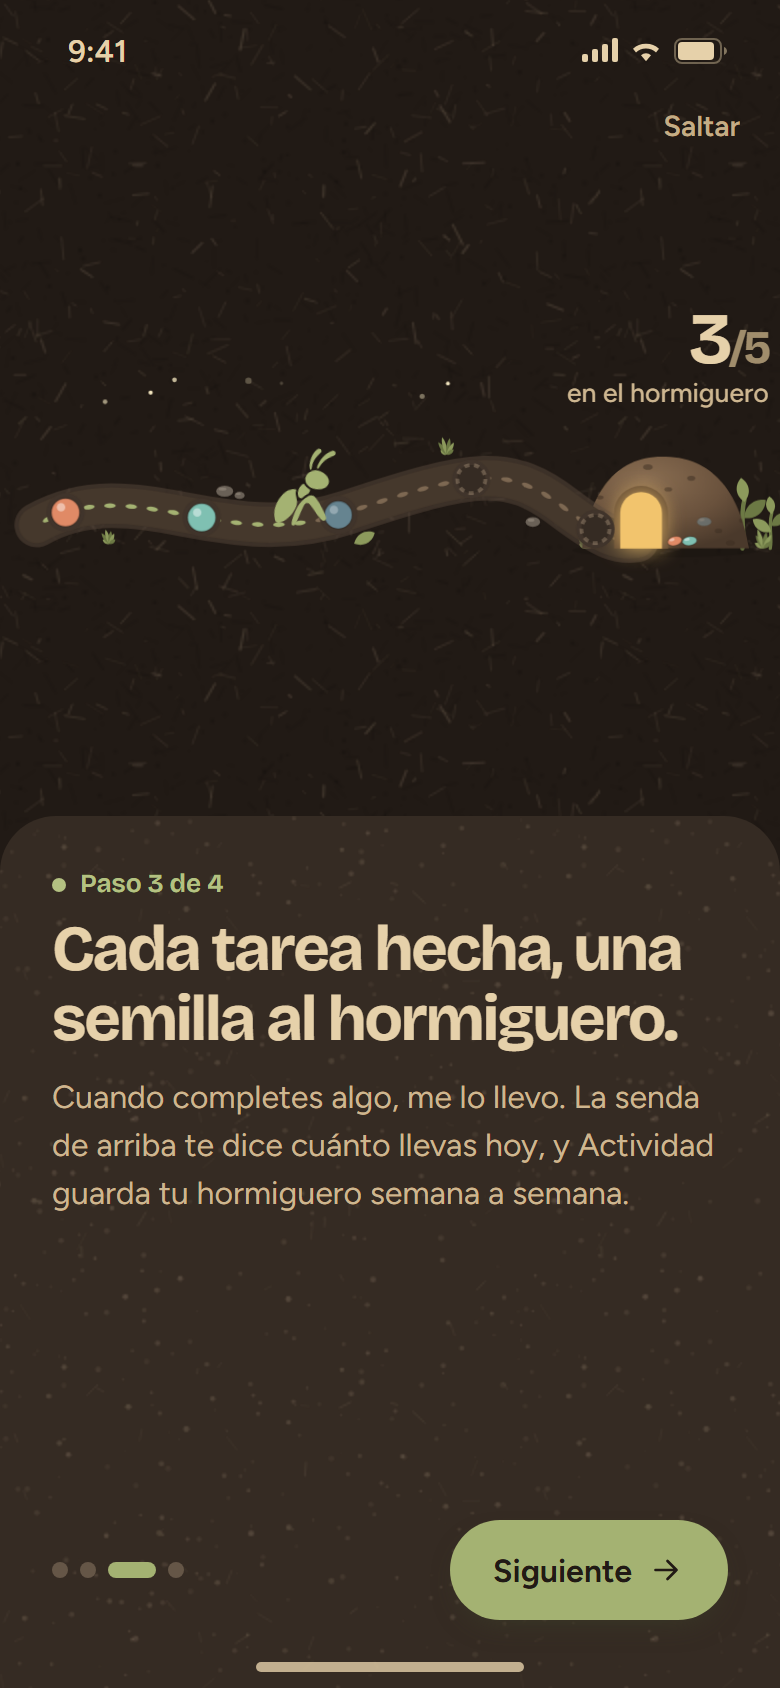 9:41
Saltar
3/5
en el hormiguero
Paso 3 de 4
Cada tarea hecha, una
semilla al hormiguero.
Cuando completes algo, me lo llevo. La senda
de arriba te dice cuánto llevas hoy, y Actividad
guarda tu hormiguero semana a semana.
Siguiente →